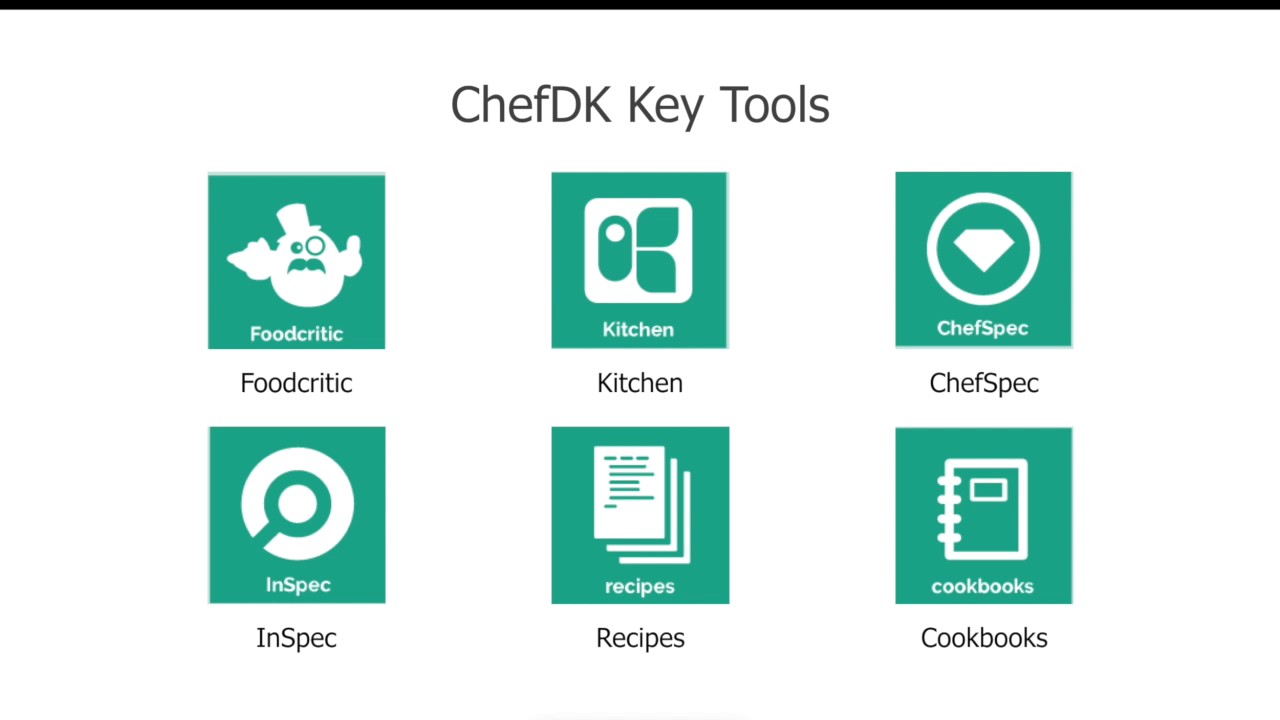 ChefDK Key Tools
Foodcritic
Kitchen
ChefSpec
Foodcritic
Kitchen
ChefSpec
InSpec
recipes
cookbooks
InSpec
Recipes
Cookbooks